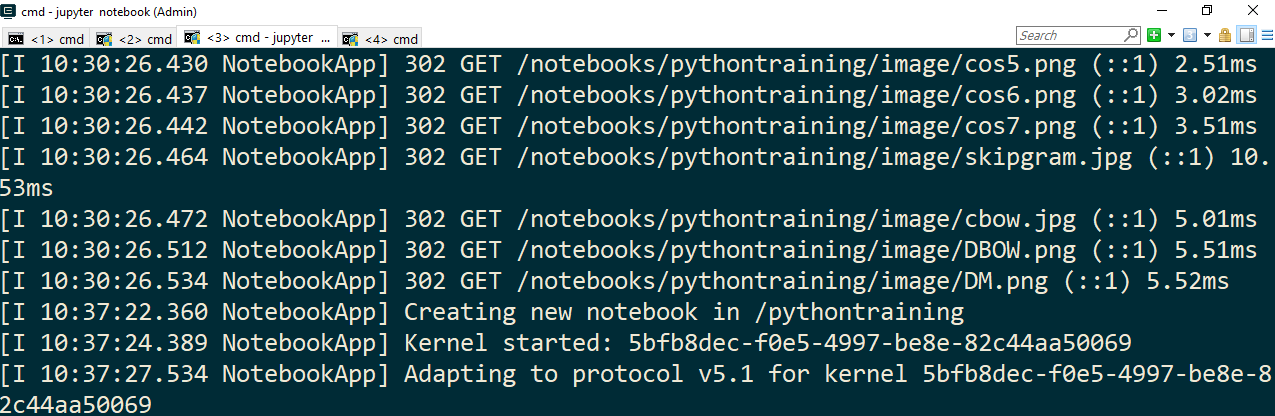 cmd - jupyter notebook (Admin)
<1> cmd <2> cmd <3> cmd - jupyter ... <4> cmd Search
[I 10:30:26.430 NotebookApp] 302 GET /notebooks/pythontraining/image/cos5.png (::1) 2.51ms
[I 10:30:26.437 NotebookApp] 302 GET /notebooks/pythontraining/image/cos6.png (::1) 3.02ms
[I 10:30:26.442 NotebookApp] 302 GET /notebooks/pythontraining/image/cos7.png (::1) 3.51ms
[I 10:30:26.464 NotebookApp] 302 GET /notebooks/pythontraining/image/skipgram.jpg (::1) 10.
53ms
[I 10:30:26.472 NotebookApp] 302 GET /notebooks/pythontraining/image/cbow.jpg (::1) 5.01ms
[I 10:30:26.512 NotebookApp] 302 GET /notebooks/pythontraining/image/DBOW.png (::1) 5.51ms
[I 10:30:26.534 NotebookApp] 302 GET /notebooks/pythontraining/image/DM.png (::1) 5.52ms
[I 10:37:22.360 NotebookApp] Creating new notebook in /pythontraining
[I 10:37:24.389 NotebookApp] Kernel started: 5bfb8dec-f0e5-4997-be8e-82c44aa50069
[I 10:37:27.534 NotebookApp] Adapting to protocol v5.1 for kernel 5bfb8dec-f0e5-4997-be8e-8
2c44aa50069